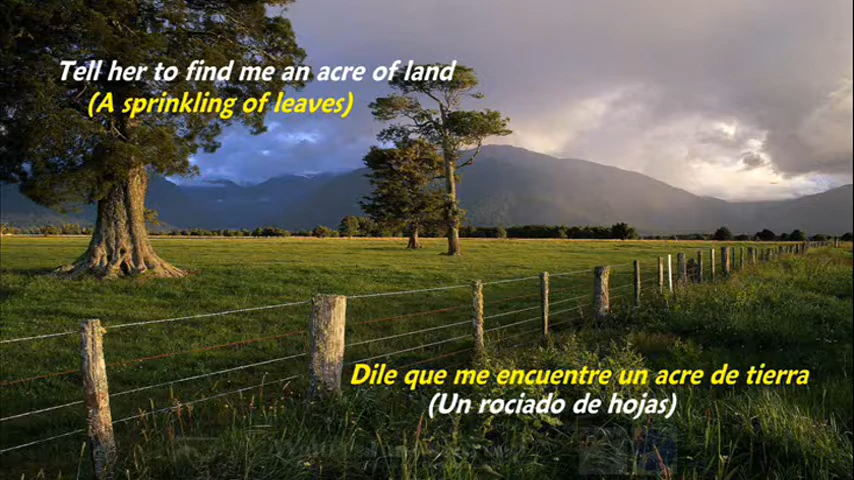 Tell her to find me an acre of land
(A sprinkling of leaves)
Dile que me encuentre un acre de tierra
(Un rociado de hojas)